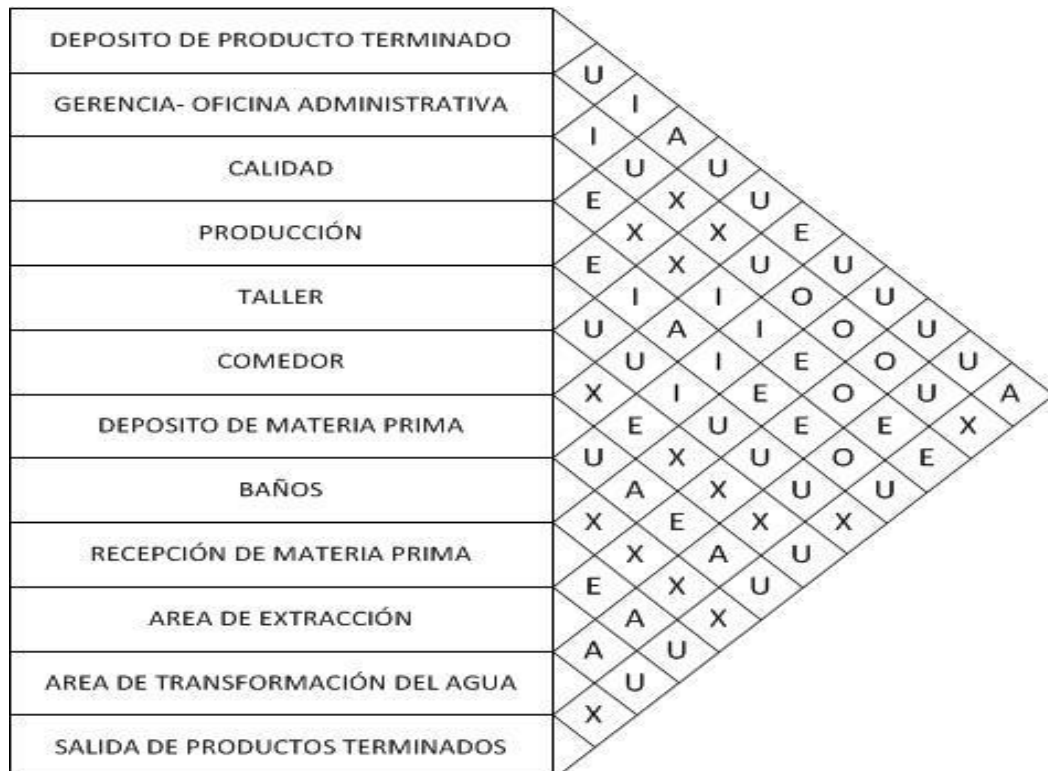 DEPOSITO DE PRODUCTO TERMINADO
U
GERENCIA- OFICINA ADMINISTRATIVA I
I A
CALIDAD U U
E X U
PRODUCCIÓN X X E
E X U U
TALLER I I O U
U A I O U
COMEDOR U I E O U
X I E O U A
DEPOSITO DE MATERIA PRIMA E U E E X
U X U O E
BAÑOS A X U U
X E X X
RECEPCIÓN DE MATERIA PRIMA X A U
E X U
AREA DE EXTRACCIÓN A X
A U
AREA DE TRANSFORMACIÓN DEL AGUA U
X
SALIDA DE PRODUCTOS TERMINADOS